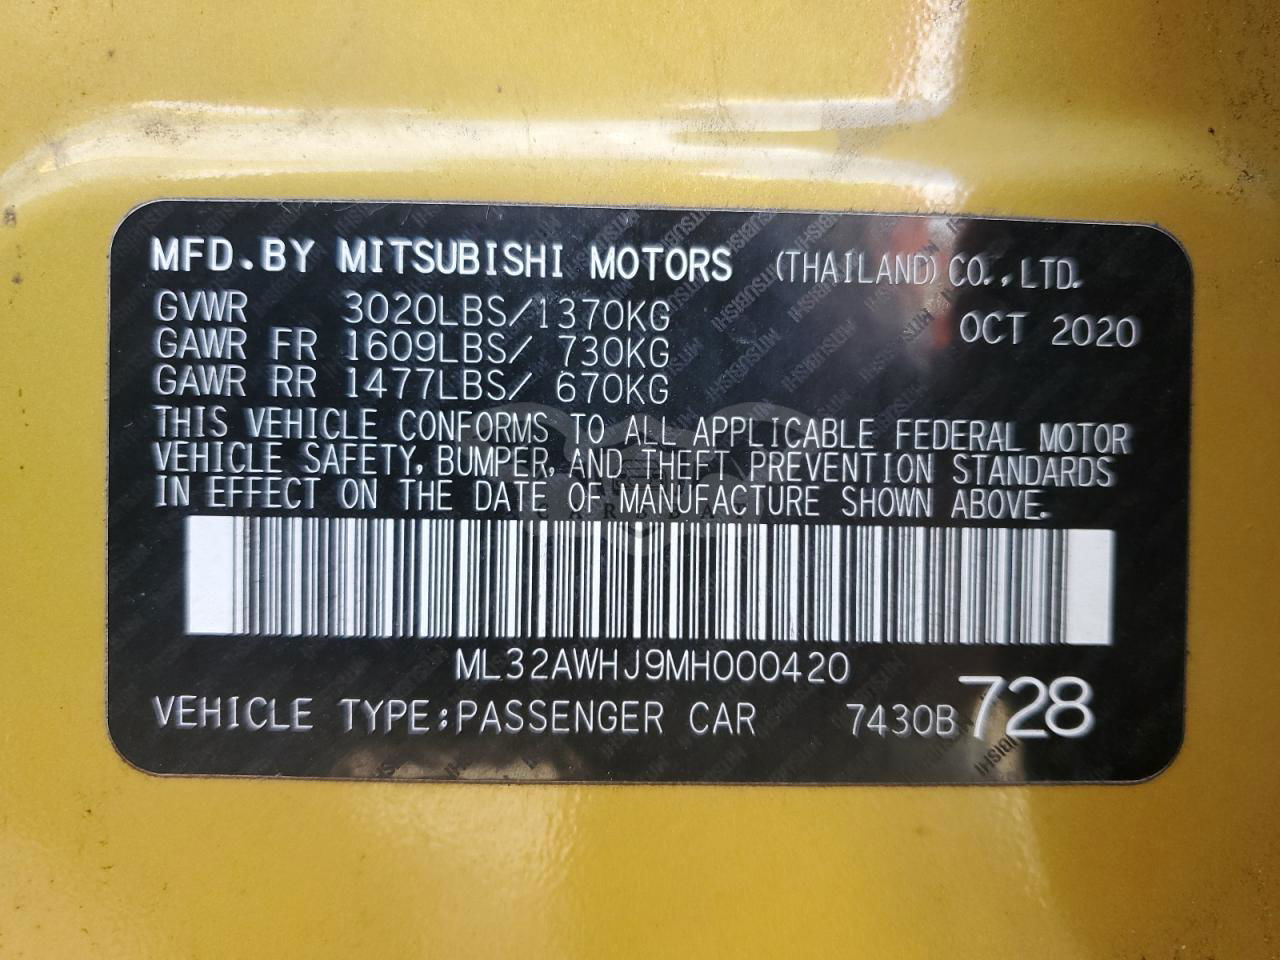 MFD.BY MITSUBISHI MOTORS (THAILAND) CO.,LTD.
GVWR 3020LBS/1370KG OCT 2020
GAWR FR 1609LBS/ 730KG
GAWR RR 1477LBS/ 670KG
THIS VEHICLE CONFORMS TO ALL APPLICABLE FEDERAL MOTOR
VEHICLE SAFETY, BUMPER, AND THEFT PREVENTION STANDARDS
IN EFFECT ON THE DATE OF MANUFACTURE SHOWN ABOVE.
ML32AWHJ9MH000420
VEHICLE TYPE:PASSENGER CAR 7430B 728